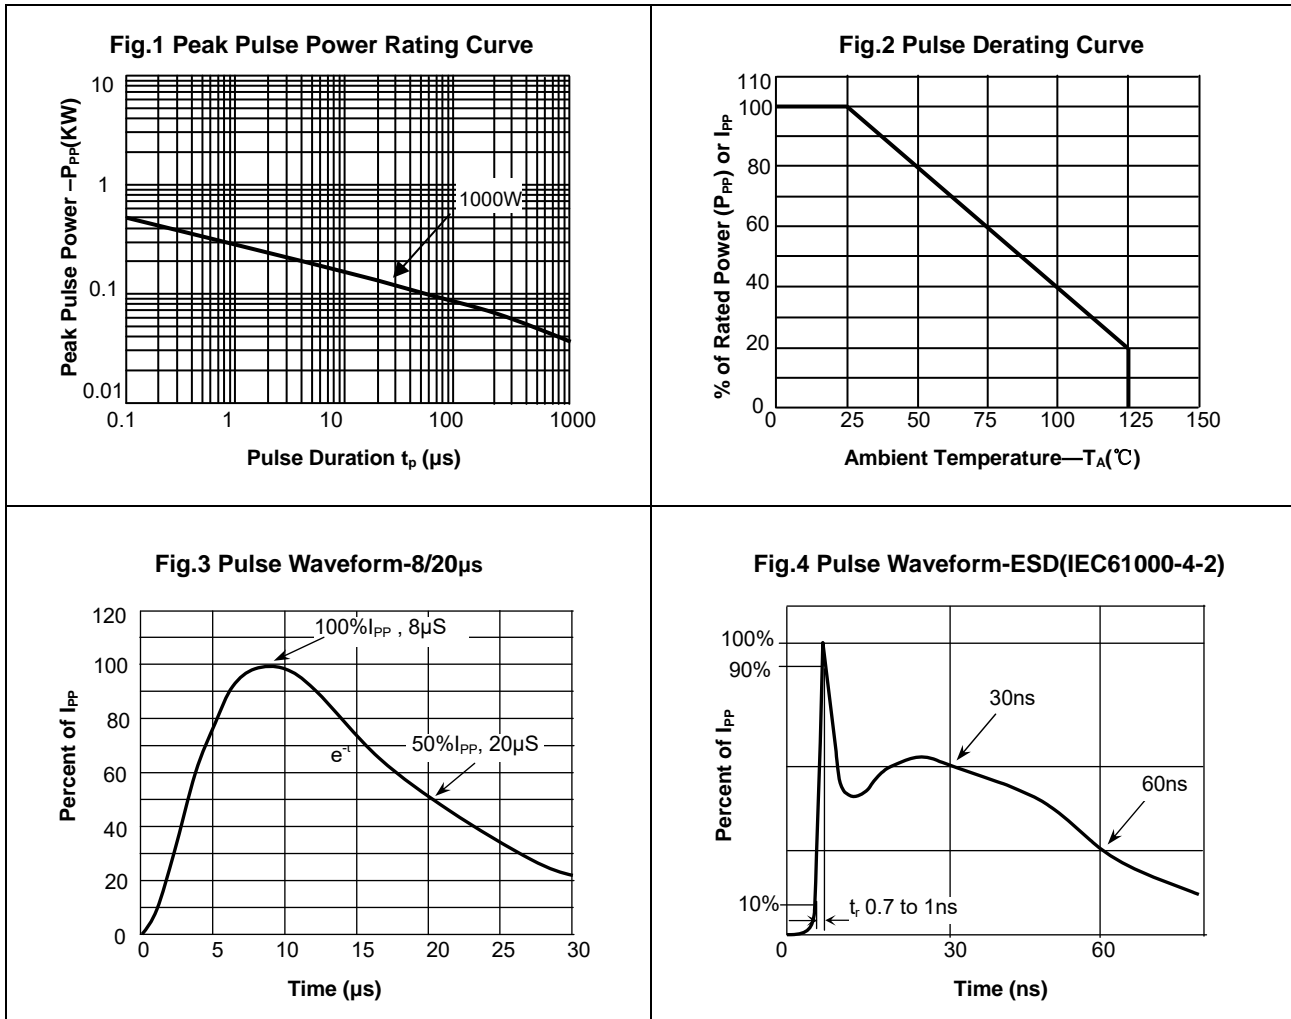 Fig.1 Peak Pulse Power Rating Curve
Peak Pulse Power –PPP(KW)
10
1
0.1
0.01
1000W
0.1 1 10 100 1000
Pulse Duration tp (µs)
Fig.2 Pulse Derating Curve
% of Rated Power (PPP) or IPP
110
100
80
60
40
20
0
0 25 50 75 100 125 150
Ambient Temperature—TA(℃)
Fig.3 Pulse Waveform-8/20µs
Percent of IPP
120
100
80
60
40
20
0
100%IPP , 8µS
50%IPP, 20µS
e-t
0 5 10 15 20 25 30
Time (µs)
Fig.4 Pulse Waveform-ESD(IEC61000-4-2)
Percent of IPP
100%
90%
10%
30ns
60ns
tr 0.7 to 1ns
0 30 60
Time (ns)